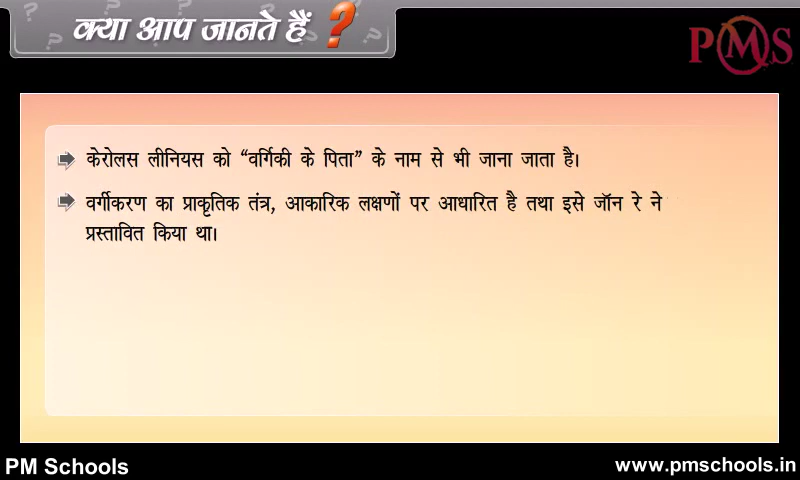 क्या आप जानते हैं ?
PMS
केरोलस लीनियस को “वर्गिकी के पिता” के नाम से भी जाना जाता है।
वर्गीकरण का प्राकृतिक तंत्र, आकारिक लक्षणों पर आधारित है तथा इसे जॉन रे ने
प्रस्तावित किया था।
PM Schools
www.pmschools.in